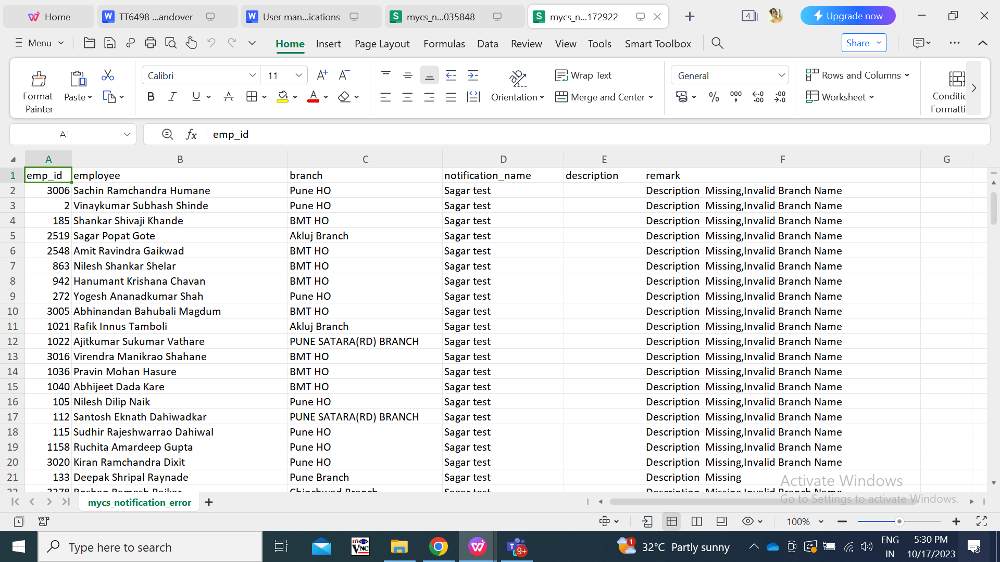 Home TT6498 ...andover User man...ications mycs_n...035848 mycs_n...172922 4 Upgrade now
Menu Home Insert Page Layout Formulas Data Review View Tools Smart Toolbox Share
Format Painter Paste Calibri 11 A+ A- Orientation Wrap Text Merge and Center General Rows and Columns Worksheet Conditic Formatti
B I U A A % 000 .00 .00
A1 fx emp_id
A B C D E F G
1 emp_id employee branch notification_name description remark
2 3006 Sachin Ramchandra Humane Pune HO Sagar test Description  Missing,Invalid Branch Name
3 2 Vinaykumar Subhash Shinde Pune HO Sagar test Description  Missing,Invalid Branch Name
4 185 Shankar Shivaji Khande BMT HO Sagar test Description  Missing,Invalid Branch Name
5 2519 Sagar Popat Gote Akluj Branch Sagar test Description  Missing,Invalid Branch Name
6 2548 Amit Ravindra Gaikwad BMT HO Sagar test Description  Missing,Invalid Branch Name
7 863 Nilesh Shankar Shelar BMT HO Sagar test Description  Missing,Invalid Branch Name
8 942 Hanumant Krishana Chavan BMT HO Sagar test Description  Missing,Invalid Branch Name
9 272 Yogesh Ananadkumar Shah Pune HO Sagar test Description  Missing,Invalid Branch Name
10 3005 Abhinandan Bahubali Magdum BMT HO Sagar test Description  Missing,Invalid Branch Name
11 1021 Rafik Innus Tamboli Akluj Branch Sagar test Description  Missing,Invalid Branch Name
12 1022 Ajitkumar Sukumar Vathare PUNE SATARA(RD) BRANCH Sagar test Description  Missing,Invalid Branch Name
13 3016 Virendra Manikrao Shahane BMT HO Sagar test Description  Missing,Invalid Branch Name
14 1036 Pravin Mohan Hasure BMT HO Sagar test Description  Missing,Invalid Branch Name
15 1040 Abhijeet Dada Kare BMT HO Sagar test Description  Missing,Invalid Branch Name
16 105 Nilesh Dilip Naik Pune HO Sagar test Description  Missing,Invalid Branch Name
17 112 Santosh Eknath Dahiwadkar PUNE SATARA(RD) BRANCH Sagar test Description  Missing,Invalid Branch Name
18 115 Sudhir Rajeshwarrao Dahiwal Pune HO Sagar test Description  Missing,Invalid Branch Name
19 1158 Ruchita Amardeep Gupta Pune HO Sagar test Description  Missing,Invalid Branch Name
20 3020 Kiran Ramchandra Dixit Pune HO Sagar test Description  Missing,Invalid Branch Name
21 133 Deepak Shripal Raynade Pune Branch Sagar test Description  Missing
Activate Windows
Go to Settings to activate Windows.
mycs_notification_error
100%
Type here to search VNC 9+ 1 32°C Partly sunny ENG IN 5:30 PM 10/17/2023